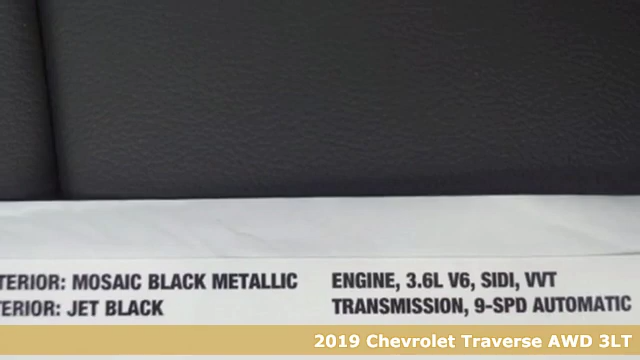 TERIOR: MOSAIC BLACK METALLIC
TERIOR: JET BLACK
ENGINE, 3.6L V6, SIDI, VVT
TRANSMISSION, 9-SPD AUTOMATIC
2019 Chevrolet Traverse AWD 3LT